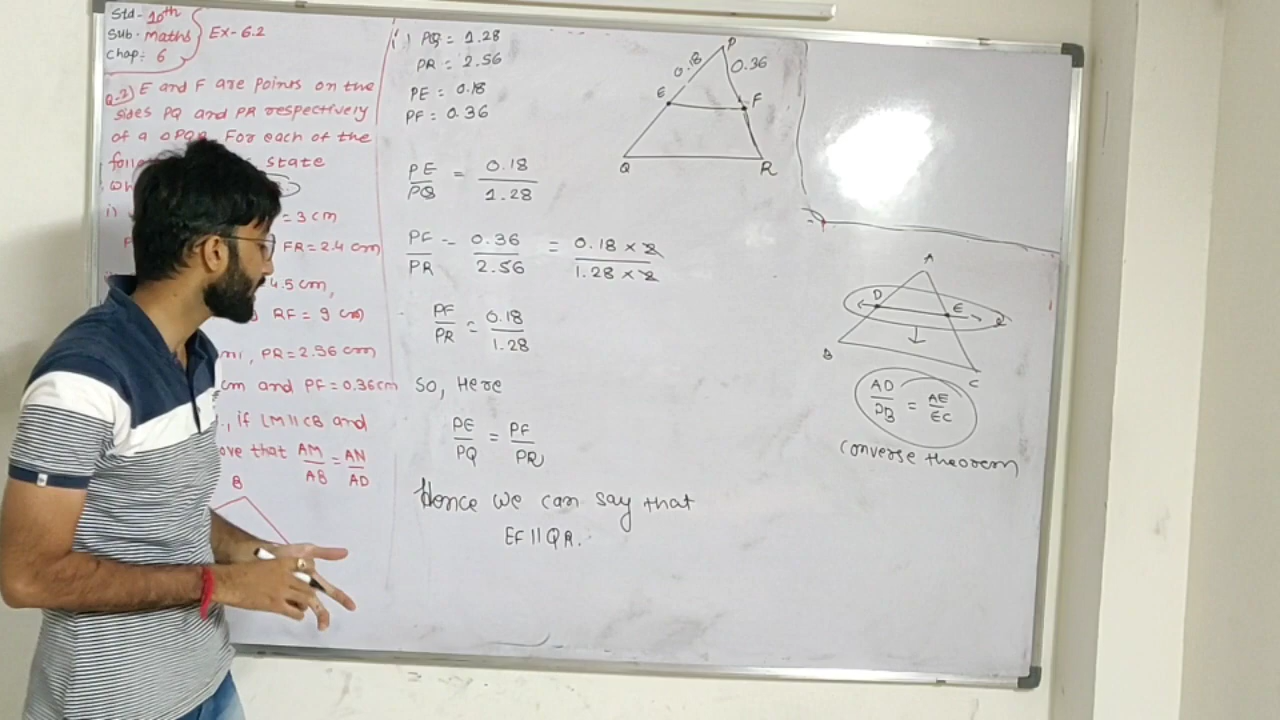 Std- 10th
Sub- Maths
Chap: 6
Ex-6.2
Q.2) E and F are points on the
sides PQ and PR respectively
of a △PQR. For each of the
state
i) = 3 cm
FR=2.4 cm
4.5 cm,
RF = 9 cm
PR=2.56 cm
cm and PF=0.36cm
if LM || CB and
that AM/AB = AN/AD
B
PQ = 1.28
PR = 2.56
PE = 0.18
PF = 0.36
PE/PQ = 0.18/1.28
PF/PR = 0.36/2.56 = 0.18 × 2/1.28 × 2
PF/PR = 0.18/1.28
So, Here
PE/PQ = PF/PR
Hence we can say that
EF || QR.
P
0.18
0.36
E
F
Q
R
A
D
E
B
C
AD/DB = AE/EC
converse theorem